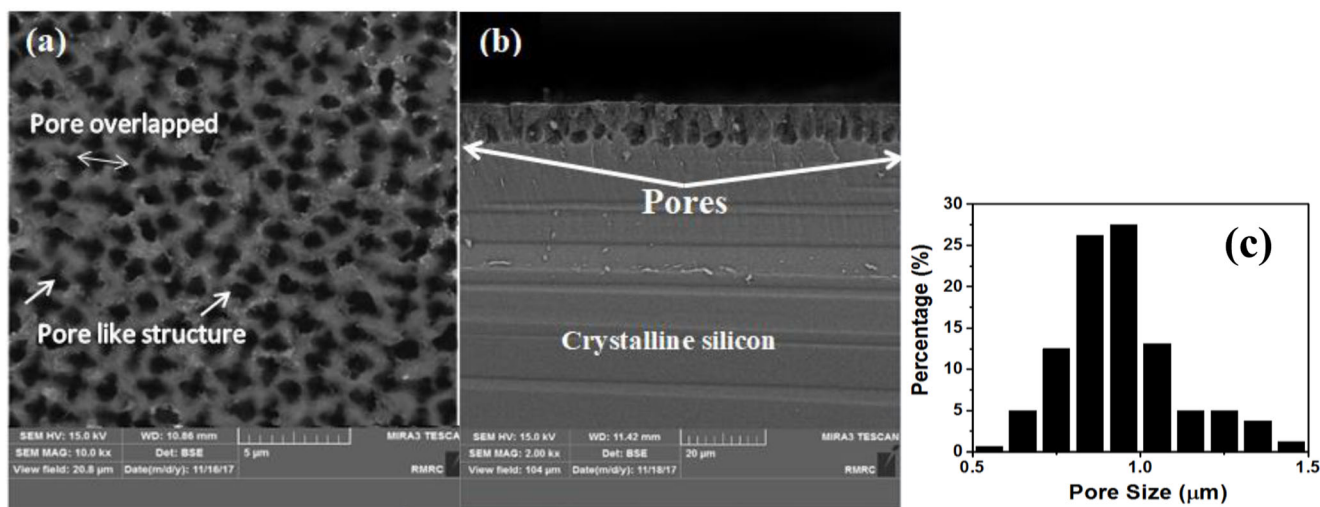 (a)
Pore overlapped
Pore like structure
SEM HV: 15.0 kV WD: 10.86 mm MIRA3 TESCAN
SEM MAG: 10.0 kx Det: BSE 5 µm
View field: 20.8 µm Date(m/d/y): 11/16/17 RMRC
(b)
Pores
Crystalline silicon
SEM HV: 15.0 kV WD: 11.42 mm MIRA3 TESCAN
SEM MAG: 2.00 kx Det: BSE 20 µm
View field: 104 µm Date(m/d/y): 11/18/17 RMRC
(c)
Percentage (%)
30
25
20
15
10
5
0
0.5 1.0 1.5
Pore Size (µm)